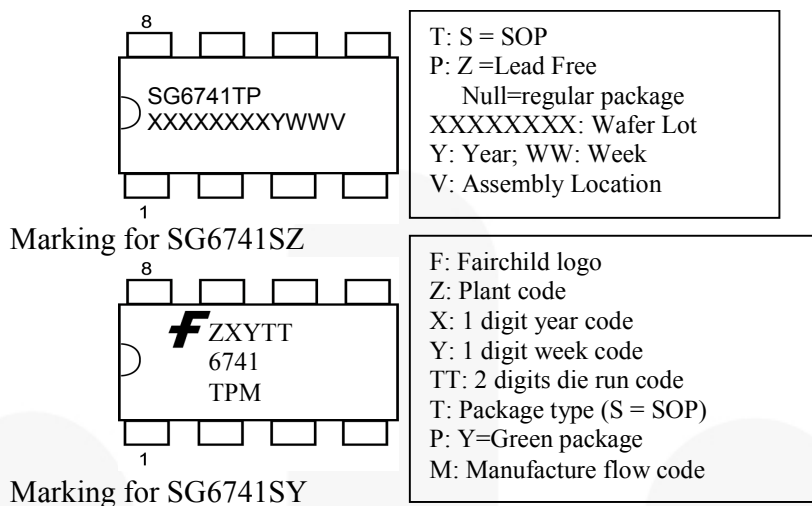 8
SG6741TP
XXXXXXXXYWWV
1
T: S = SOP
P: Z =Lead Free
Null=regular package
XXXXXXXX: Wafer Lot
Y: Year; WW: Week
V: Assembly Location
Marking for SG6741SZ
8
ZXYTT
6741
TPM
1
F: Fairchild logo
Z: Plant code
X: 1 digit year code
Y: 1 digit week code
TT: 2 digits die run code
T: Package type (S = SOP)
P: Y=Green package
M: Manufacture flow code
Marking for SG6741SY